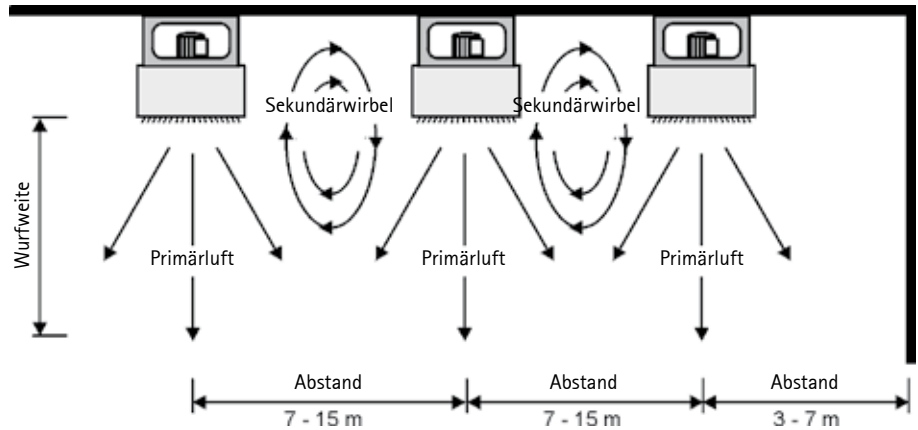 Sekundärwirbel
Sekundärwirbel
Wurfweite
Primärluft
Primärluft
Primärluft
Abstand
Abstand
Abstand
7 - 15 m
7 - 15 m
3 - 7 m